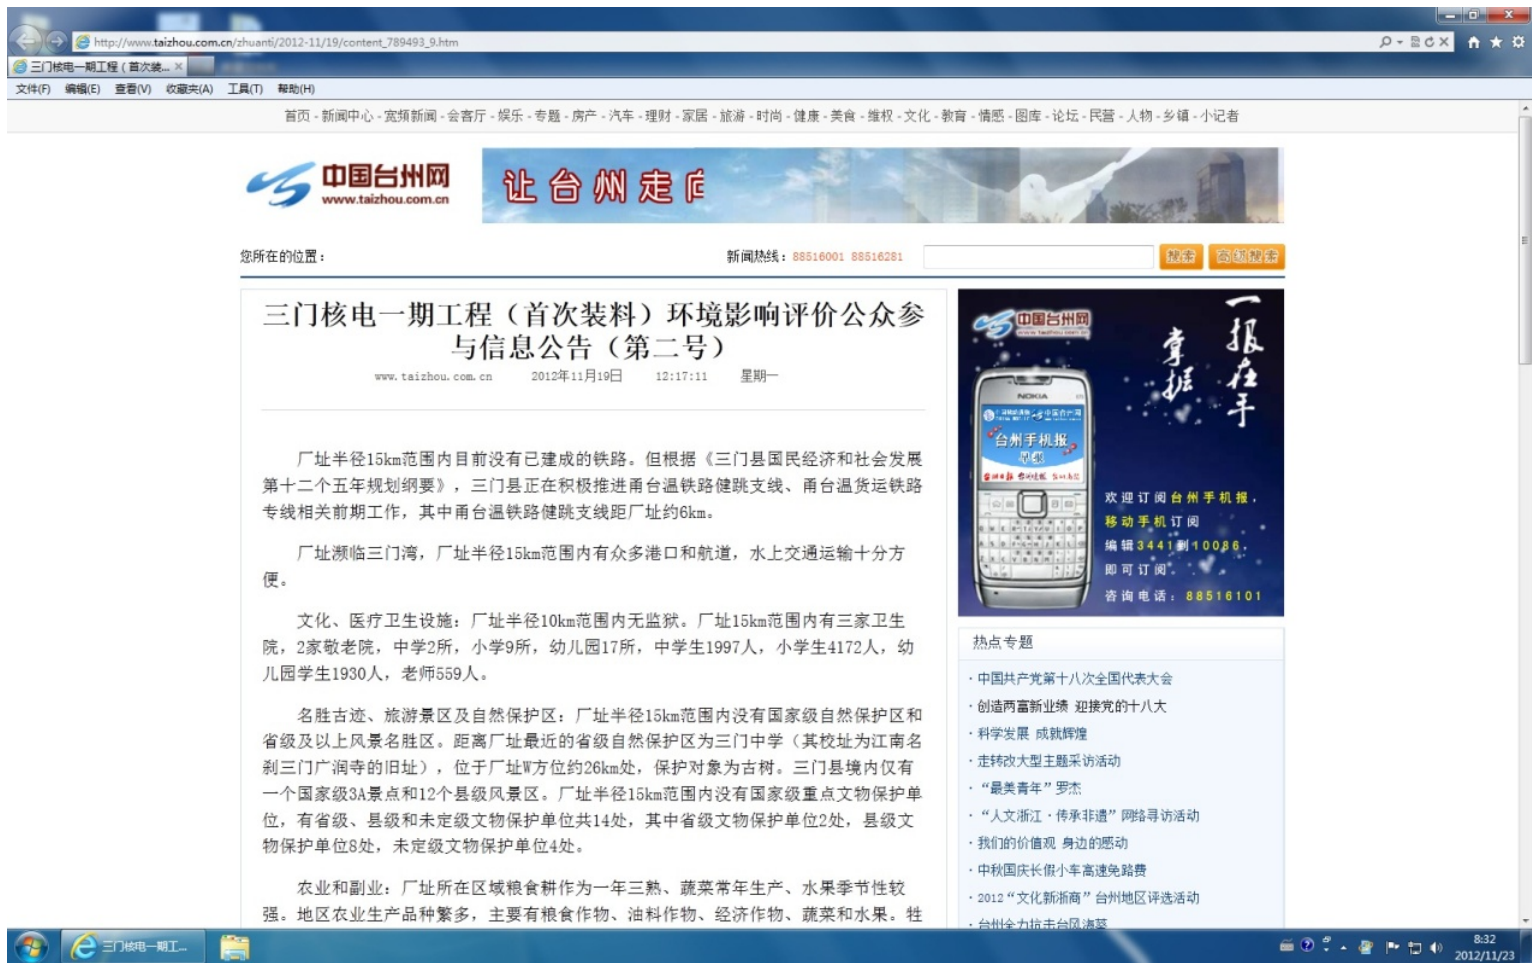 http://www.taizhou.com.cn/zhuanti/2012-11/19/content_789493_9.htm
三门核电一期工程（首次装...
文件(F) 编辑(E) 查看(V) 收藏夹(A) 工具(T) 帮助(H)
首页 - 新闻中心 - 宽频新闻 - 会客厅 - 娱乐 - 专题 - 房产 - 汽车 - 理财 - 家居 - 旅游 - 时尚 - 健康 - 美食 - 维权 - 文化 - 教育 - 情感 - 图库 - 论坛 - 民营 - 人物 - 乡镇 - 小记者
中国台州网
www.taizhou.com.cn
让台州走向
您所在的位置：
新闻热线：88516001 88516281
搜索 高级搜索
三门核电一期工程（首次装料）环境影响评价公众参
与信息公告（第二号）
www.taizhou.com.cn 2012年11月19日 12:17:11 星期一
厂址半径15km范围内目前没有已建成的铁路。但根据《三门县国民经济和社会发展
第十二个五年规划纲要》，三门县正在积极推进甬台温铁路健跳支线、甬台温货运铁路
专线相关前期工作，其中甬台温铁路健跳支线距厂址约6km。
厂址濒临三门湾，厂址半径15km范围内有众多港口和航道，水上交通运输十分方
便。
文化、医疗卫生设施：厂址半径10km范围内无监狱。厂址15km范围内有三家卫生
院，2家敬老院，中学2所，小学9所，幼儿园17所，中学生1997人，小学生4172人，幼
儿园学生1930人，老师559人。
名胜古迹、旅游景区及自然保护区：厂址半径15km范围内没有国家级自然保护区和
省级及以上风景名胜区。距离厂址最近的省级自然保护区为三门中学（其校址为江南名
刹三门广润寺的旧址），位于厂址W方位约26km处，保护对象为古树。三门县境内仅有
一个国家级3A景点和12个县级风景区。厂址半径15km范围内没有国家级重点文物保护单
位，有省级、县级和未定级文物保护单位共14处，其中省级文物保护单位2处，县级文
物保护单位8处，未定级文物保护单位4处。
农业和副业：厂址所在区域粮食耕作为一年三熟、蔬菜常年生产、水果季节性较
强。地区农业生产品种繁多，主要有粮食作物、油料作物、经济作物、蔬菜和水果。牲
中国台州网
一报在手
掌握
NOKIA
台州手机报
早报
欢迎订阅台州手机报，
移动手机订阅
编辑3441到10086，
即可订阅。
咨询电话：88516101
热点专题
·中国共产党第十八次全国代表大会
·创造两富新业绩 迎接党的十八大
·科学发展 成就辉煌
·走转改大型主题采访活动
·“最美青年”罗杰
·“人文浙江·传承非遗”网络寻访活动
·我们的价值观 身边的感动
·中秋国庆长假小车高速免路费
·2012“文化新浙商”台州地区评选活动
·台州全力抗击台风海葵
三门核电一期工...
8:32
2012/11/23